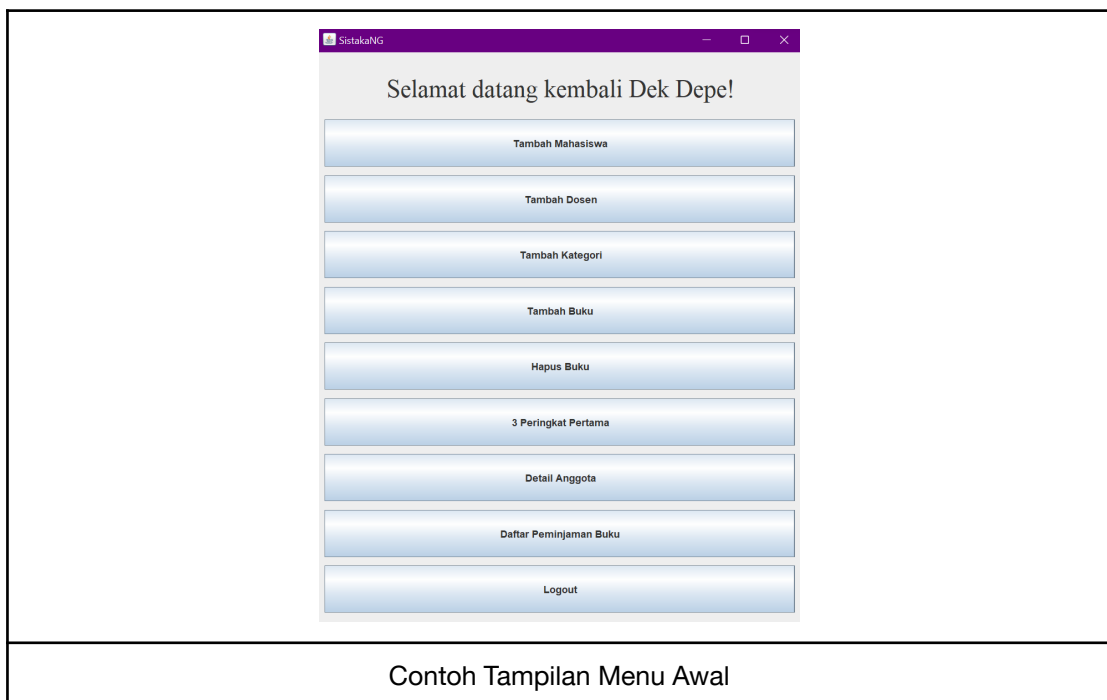 SistakaNG
Selamat datang kembali Dek Depe!
Tambah Mahasiswa
Tambah Dosen
Tambah Kategori
Tambah Buku
Hapus Buku
3 Peringkat Pertama
Detail Anggota
Daftar Peminjaman Buku
Logout
Contoh Tampilan Menu Awal